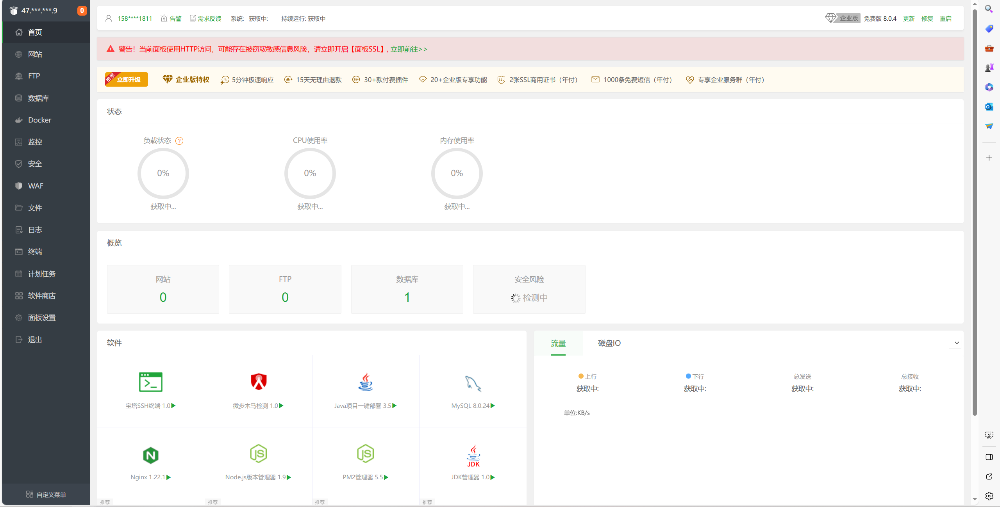 47.***.***.9
0
首页
网站
FTP
数据库
Docker
监控
安全
WAF
文件
日志
终端
计划任务
软件商店
面板设置
退出
自定义菜单
158****1811 告警 需求反馈 系统: 获取中: 持续运行: 获取中
企业版 免费版 8.0.4 更新 修复 重启
警告！当前面板使用HTTP访问，可能存在被窃取敏感信息风险，请立即开启【面板SSL】, 立即前往>>
推荐 立即升级 企业版特权 5分钟极速响应 15天无理由退款 30+ 30+款付费插件 20+企业版专享功能 SSL 2张SSL商用证书（年付） 1000条免费短信（年付） 专享企业服务群（年付）
状态
负载状态 ? CPU使用率 内存使用率
0% 0% 0%
获取中... 获取中... 获取中...
概览
网站 FTP 数据库 安全风险
0 0 1 检测中
软件
宝塔SSH终端 1.0 微步木马检测 1.0 Java项目一键部署 3.5 MySQL 8.0.24
JDK
Nginx 1.22.1 Node.js版本管理器 1.9 PM2管理器 5.5 JDK管理器 1.0
推荐 推荐 推荐 推荐
流量 磁盘IO
上行 下行 总发送 总接收
获取中: 获取中: 获取中: 获取中:
单位:KB/s